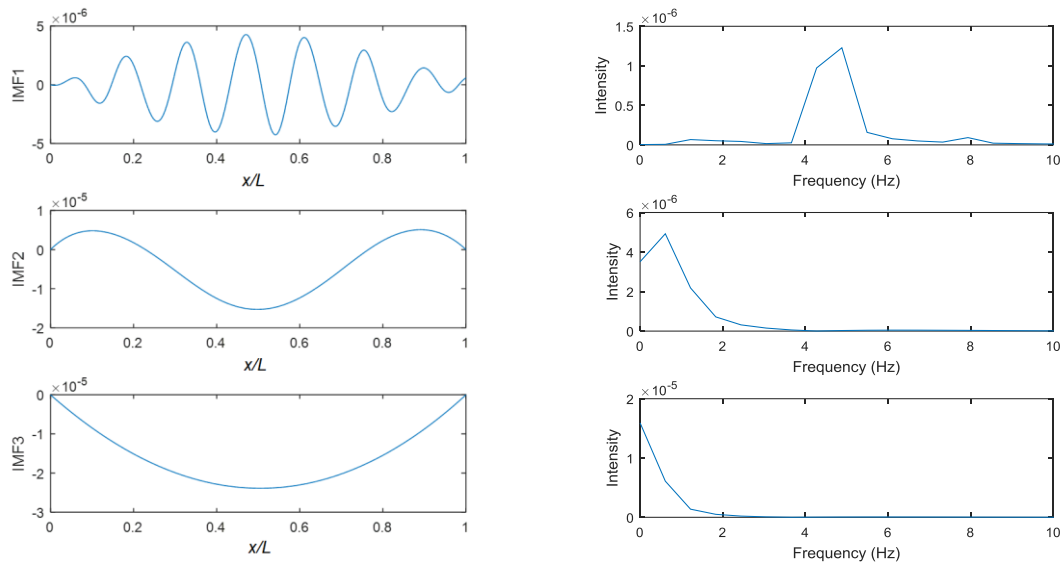 ×10⁻⁶
5
0
-5
IMF1
0 0.2 0.4 0.6 0.8 1
x/L
×10⁻⁵
1
0
-1
-2
IMF2
0 0.2 0.4 0.6 0.8 1
x/L
×10⁻⁵
0
-1
-2
-3
IMF3
0 0.2 0.4 0.6 0.8 1
x/L
×10⁻⁶
1.5
1
0.5
0
Intensity
0 2 4 6 8 10
Frequency (Hz)
×10⁻⁶
6
4
2
0
Intensity
0 2 4 6 8 10
Frequency (Hz)
×10⁻⁵
2
1
0
Intensity
0 2 4 6 8 10
Frequency (Hz)